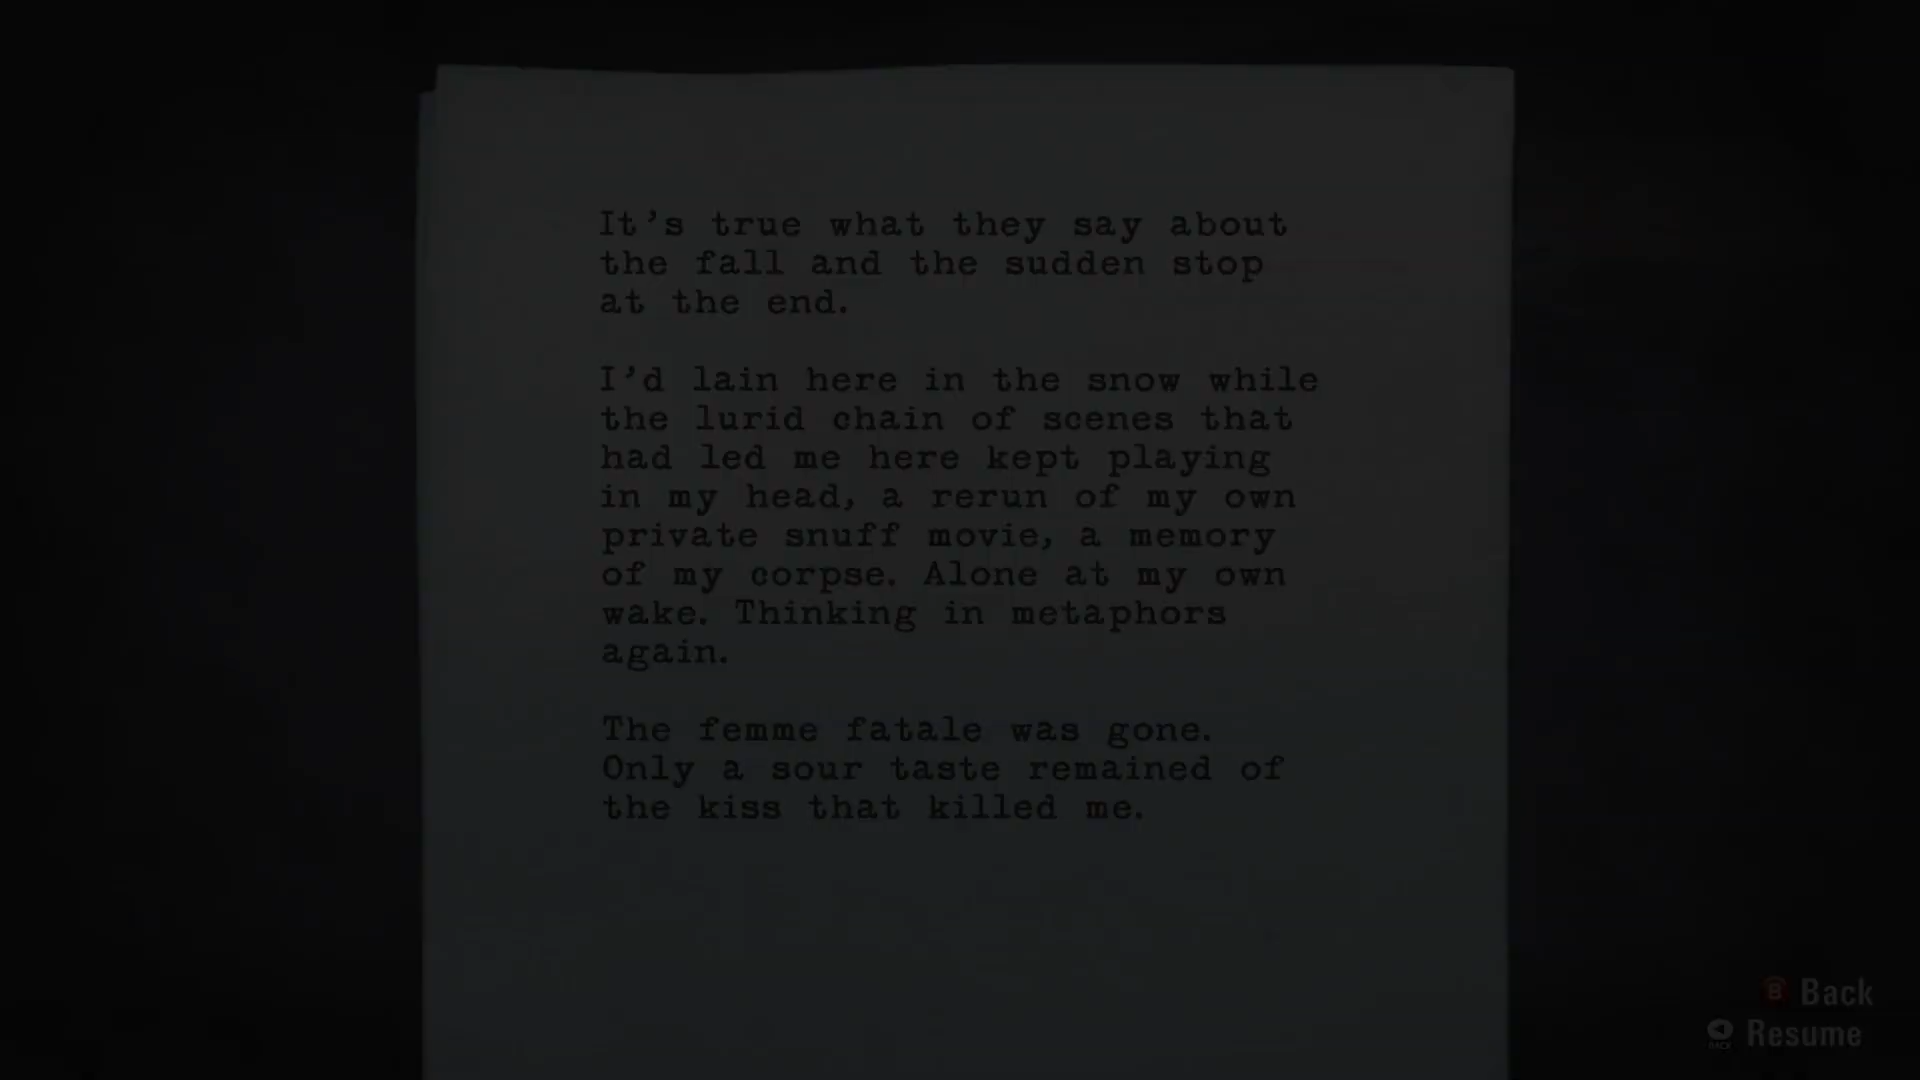 It's true what they say about
the fall and the sudden stop
at the end.
I'd lain here in the snow while
the lurid chain of scenes that
had led me here kept playing
in my head, a rerun of my own
private snuff movie, a memory
of my corpse. Alone at my own
wake. Thinking in metaphors
again.
The femme fatale was gone.
Only a sour taste remained of
the kiss that killed me.
B Back
BACK Resume